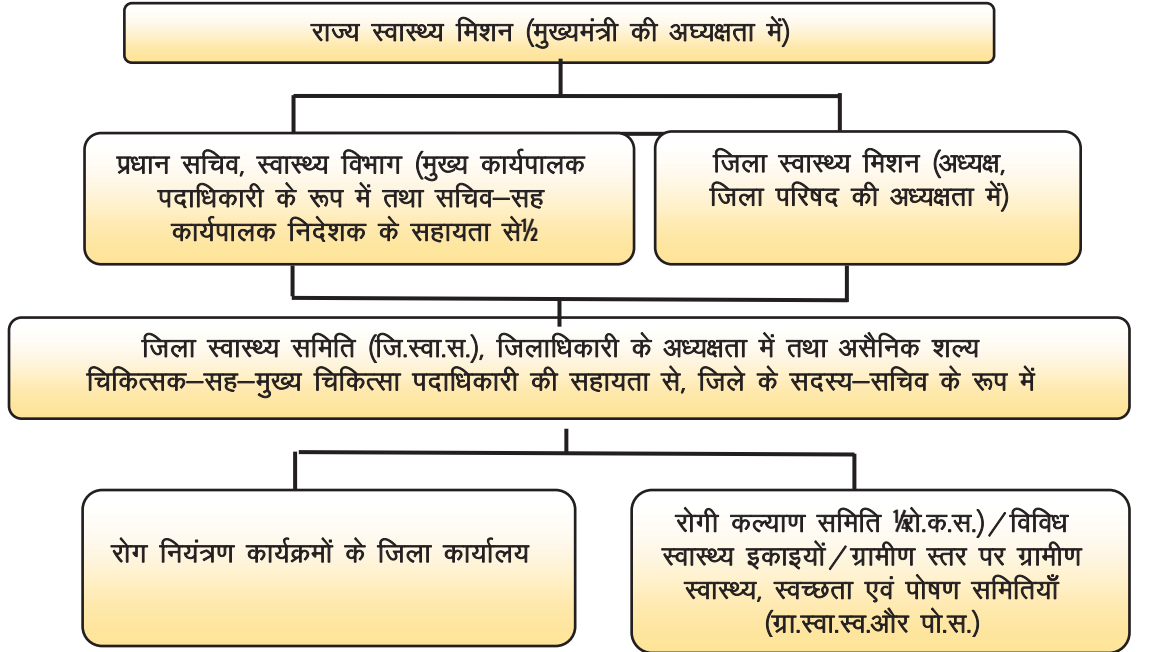 राज्य स्वास्थ्य मिशन (मुख्यमंत्री की अध्यक्षता में)
प्रधान सचिव, स्वास्थ्य विभाग (मुख्य कार्यपालक
पदाधिकारी के रूप में तथा सचिव–सह
कार्यपालक निदेशक के सहायता से½
जिला स्वास्थ्य मिशन (अध्यक्ष,
जिला परिषद की अध्यक्षता में)
जिला स्वास्थ्य समिति (जि.स्वा.स.), जिलाधिकारी के अध्यक्षता में तथा असैनिक शल्य
चिकित्सक–सह–मुख्य चिकित्सा पदाधिकारी की सहायता से, जिले के सदस्य–सचिव के रूप में
रोग नियंत्रण कार्यक्रमों के जिला कार्यालय
रोगी कल्याण समिति ¼रो.क.स.)/विविध
स्वास्थ्य इकाइयों/ग्रामीण स्तर पर ग्रामीण
स्वास्थ्य, स्वच्छता एवं पोषण समितियाँ
(ग्रा.स्वा.स्व.और पो.स.)